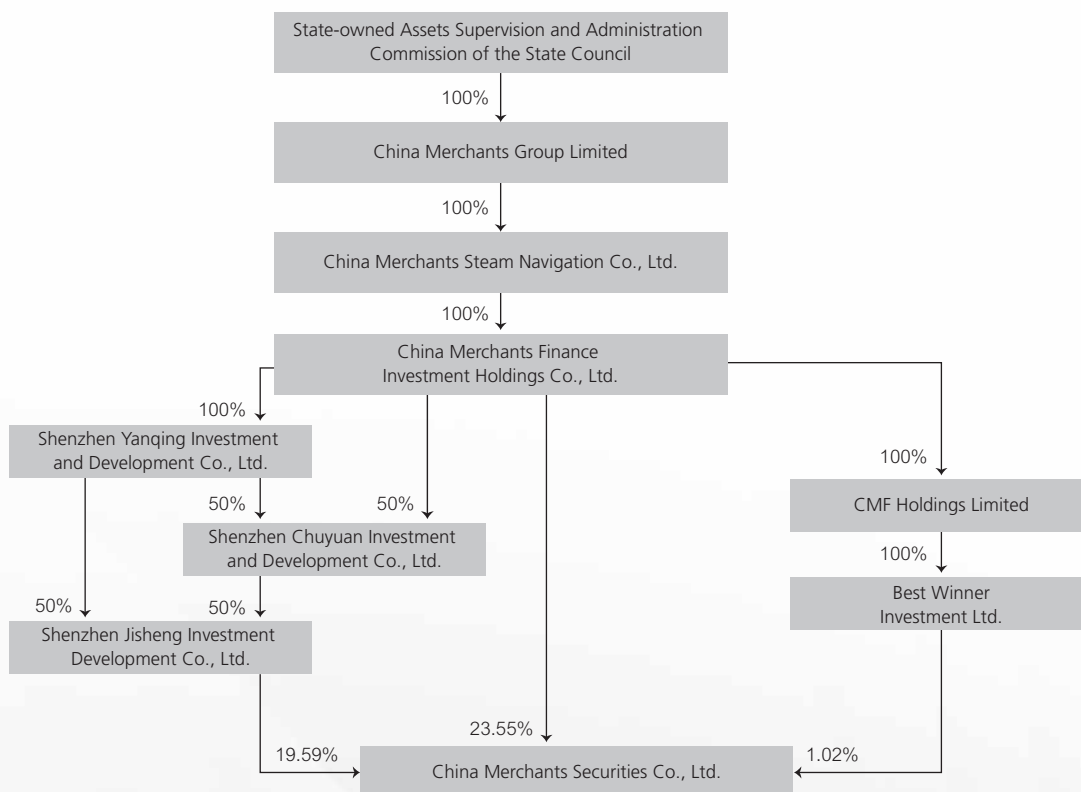 State-owned Assets Supervision and Administration
Commission of the State Council
100%
China Merchants Group Limited
100%
China Merchants Steam Navigation Co., Ltd.
100%
China Merchants Finance
Investment Holdings Co., Ltd.
100%
Shenzhen Yanqing Investment
and Development Co., Ltd.
100%
CMF Holdings Limited
50%
50%
Shenzhen Chuyuan Investment
and Development Co., Ltd.
100%
Best Winner
Investment Ltd.
50%
50%
Shenzhen Jisheng Investment
Development Co., Ltd.
23.55%
19.59%
1.02%
China Merchants Securities Co., Ltd.